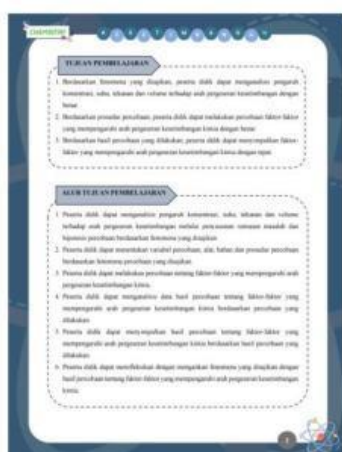 CHEMISTRY
KESETIMBANGAN
TUJUAN PEMBELAJARAN
1. Berdasarkan fenomena yang disajikan, peserta didik dapat menganalisis pengaruh
konsentrasi, suhu, tekanan dan volume terhadap arah pergeseran kesetimbangan dengan
benar.
2. Berdasarkan prosedur percobaan, peserta didik dapat melakukan percobaan faktor-faktor
yang mempengaruhi arah pergeseran kesetimbangan kimia dengan benar.
3. Berdasarkan hasil percobaan yang dilakukan, peserta didik dapat menyimpulkan faktor-
faktor yang mempengaruhi arah pergeseran kesetimbangan kimia dengan tepat.
ALUR TUJUAN PEMBELAJARAN
1. Peserta didik dapat menganalisis pengaruh konsentrasi, suhu, tekanan dan volume
terhadap arah pergeseran kesetimbangan melalui penyusunan rumusan masalah dan
hipotesis percobaan berdasarkan fenomena yang disajikan.
2. Peserta didik dapat menentukan variabel percobaan, alat, bahan dan prosedur percobaan
berdasarkan fenomena percobaan yang disajikan.
3. Peserta didik dapat melakukan percobaan tentang faktor-faktor yang mempengaruhi arah
pergeseran kesetimbangan kimia.
4. Peserta didik dapat menganalisis data hasil percobaan tentang faktor-faktor yang
mempengaruhi arah pergeseran kesetimbangan kimia berdasarkan percobaan yang
dilakukan.
5. Peserta didik dapat menyimpulkan hasil percobaan tentang faktor-faktor yang
mempengaruhi arah pergeseran kesetimbangan kimia berdasarkan percobaan yang
dilakukan.
6. Peserta didik dapat merefleksikan dengan mengaitkan fenomena yang disajikan dengan
hasil percobaan tentang faktor-faktor yang mempengaruhi arah pergeseran kesetimbangan
kimia.